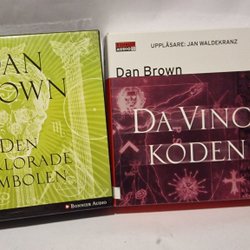 DAN
BROWN
DEN
FÖRLORADE
SYMBOLEN
BONNIER AUDIO
UPPLÄSARE: JAN WALDEKRANZ
Dan Brown
DA VINCI
KODEN